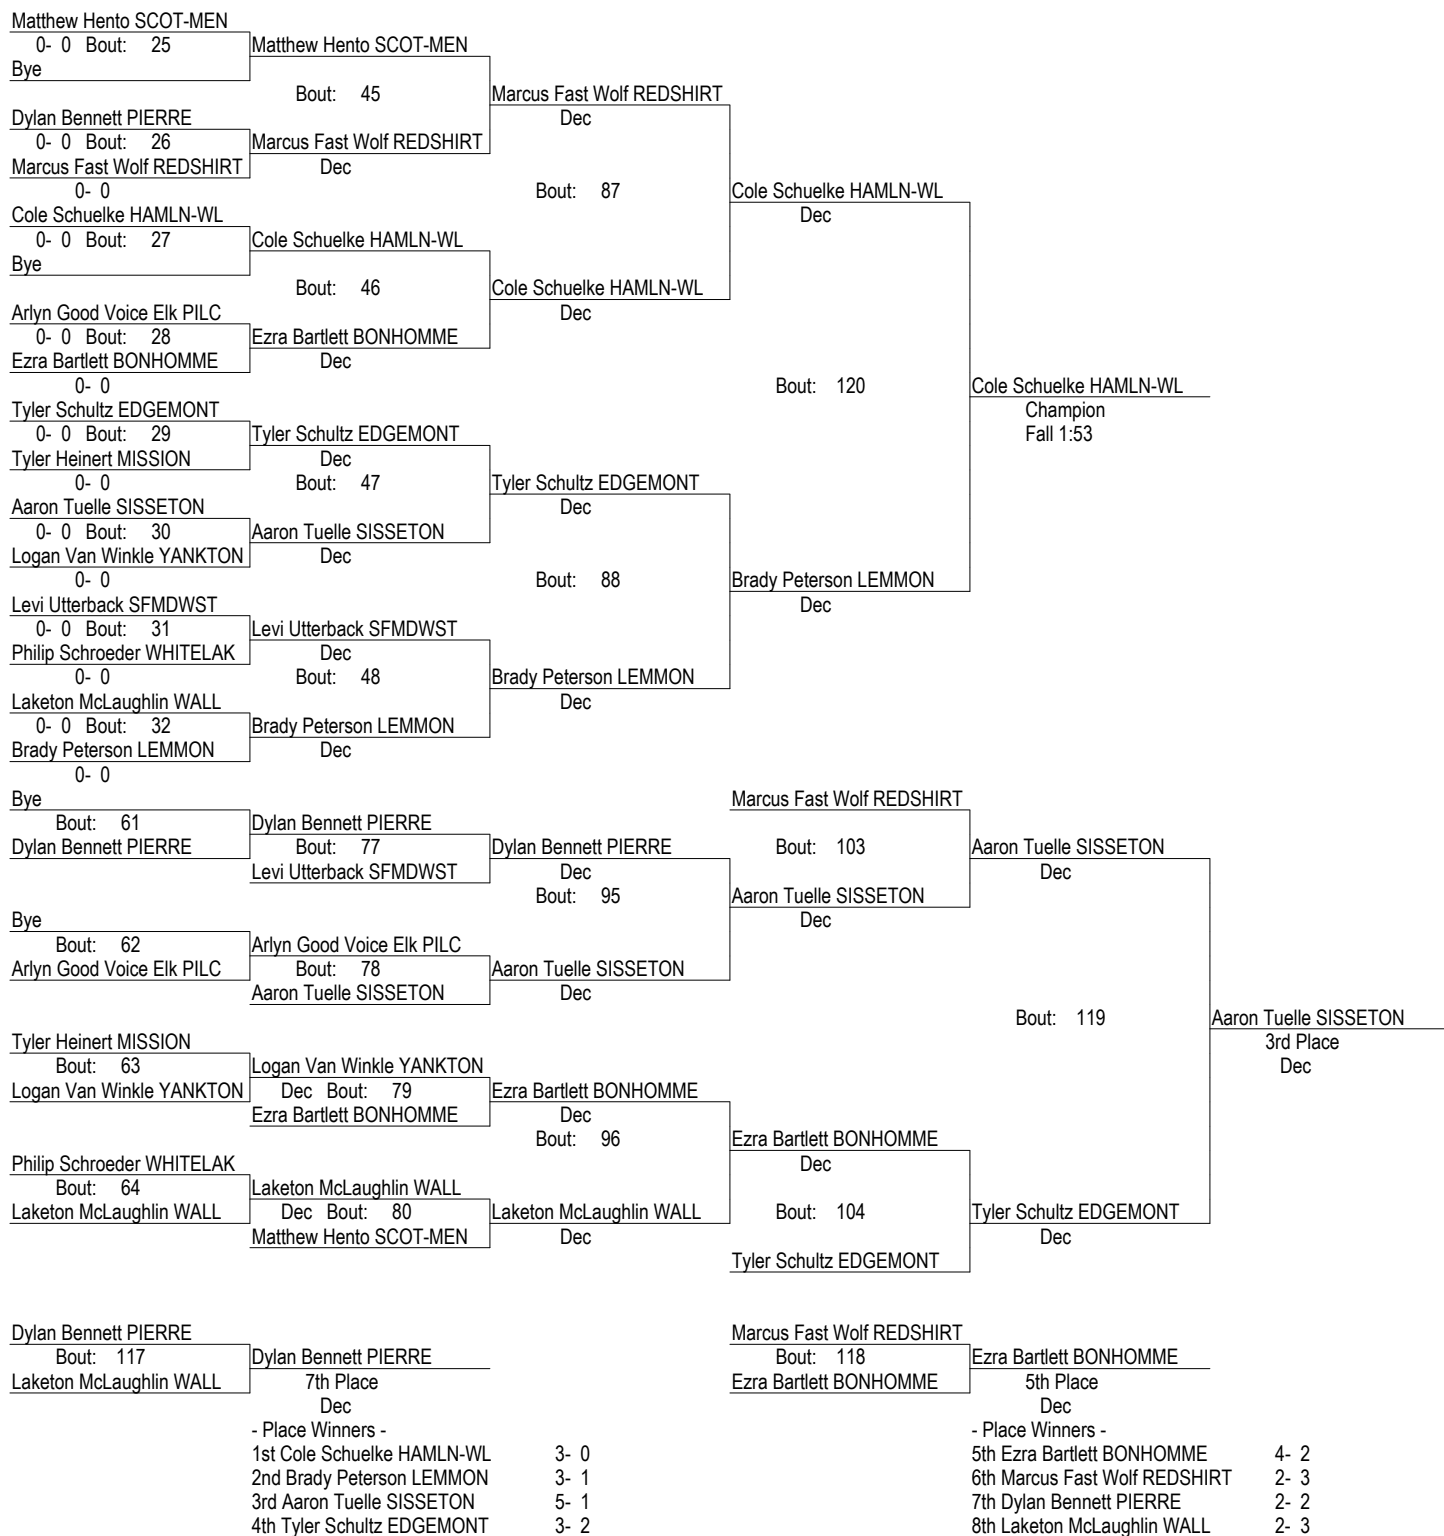 Matthew Hento SCOT-MEN
0- 0 Bout: 25 Matthew Hento SCOT-MEN
Bye
Bout: 45 Marcus Fast Wolf REDSHIRT
Dylan Bennett PIERRE Dec
0- 0 Bout: 26 Marcus Fast Wolf REDSHIRT
Marcus Fast Wolf REDSHIRT Dec
0- 0 Bout: 87 Cole Schuelke HAMLN-WL
Cole Schuelke HAMLN-WL Dec
0- 0 Bout: 27 Cole Schuelke HAMLN-WL
Bye
Bout: 46 Cole Schuelke HAMLN-WL
Arlyn Good Voice Elk PILC Dec
0- 0 Bout: 28 Ezra Bartlett BONHOMME
Ezra Bartlett BONHOMME Dec
0- 0 Bout: 120 Cole Schuelke HAMLN-WL
Tyler Schultz EDGEMONT Champion
0- 0 Bout: 29 Tyler Schultz EDGEMONT Fall 1:53
Tyler Heinert MISSION Dec
0- 0 Bout: 47 Tyler Schultz EDGEMONT
Aaron Tuelle SISSETON Dec
0- 0 Bout: 30 Aaron Tuelle SISSETON
Logan Van Winkle YANKTON Dec
0- 0 Bout: 88 Brady Peterson LEMMON
Levi Utterback SFMDWST Dec
0- 0 Bout: 31 Levi Utterback SFMDWST
Philip Schroeder WHITELAK Dec
0- 0 Bout: 48 Brady Peterson LEMMON
Laketon McLaughlin WALL Dec
0- 0 Bout: 32 Brady Peterson LEMMON
Brady Peterson LEMMON Dec
0- 0
Bye Marcus Fast Wolf REDSHIRT
Bout: 61 Dylan Bennett PIERRE
Dylan Bennett PIERRE Bout: 77 Dylan Bennett PIERRE Bout: 103 Aaron Tuelle SISSETON
Levi Utterback SFMDWST Dec Dec
Bout: 95 Aaron Tuelle SISSETON
Bye Dec
Bout: 62 Arlyn Good Voice Elk PILC
Arlyn Good Voice Elk PILC Bout: 78 Aaron Tuelle SISSETON
Aaron Tuelle SISSETON Dec
Bout: 119 Aaron Tuelle SISSETON
Tyler Heinert MISSION 3rd Place
Bout: 63 Logan Van Winkle YANKTON Dec
Logan Van Winkle YANKTON Dec Bout: 79 Ezra Bartlett BONHOMME
Ezra Bartlett BONHOMME Dec
Bout: 96 Ezra Bartlett BONHOMME
Philip Schroeder WHITELAK Dec
Bout: 64 Laketon McLaughlin WALL
Laketon McLaughlin WALL Dec Bout: 80 Laketon McLaughlin WALL Bout: 104 Tyler Schultz EDGEMONT
Matthew Hento SCOT-MEN Dec Dec
Tyler Schultz EDGEMONT
Dylan Bennett PIERRE Marcus Fast Wolf REDSHIRT
Bout: 117 Dylan Bennett PIERRE Bout: 118 Ezra Bartlett BONHOMME
Laketon McLaughlin WALL 7th Place Ezra Bartlett BONHOMME 5th Place
Dec Dec
- Place Winners - - Place Winners -
1st Cole Schuelke HAMLN-WL 3- 0 5th Ezra Bartlett BONHOMME 4- 2
2nd Brady Peterson LEMMON 3- 1 6th Marcus Fast Wolf REDSHIRT 2- 3
3rd Aaron Tuelle SISSETON 5- 1 7th Dylan Bennett PIERRE 2- 2
4th Tyler Schultz EDGEMONT 3- 2 8th Laketon McLaughlin WALL 2- 3